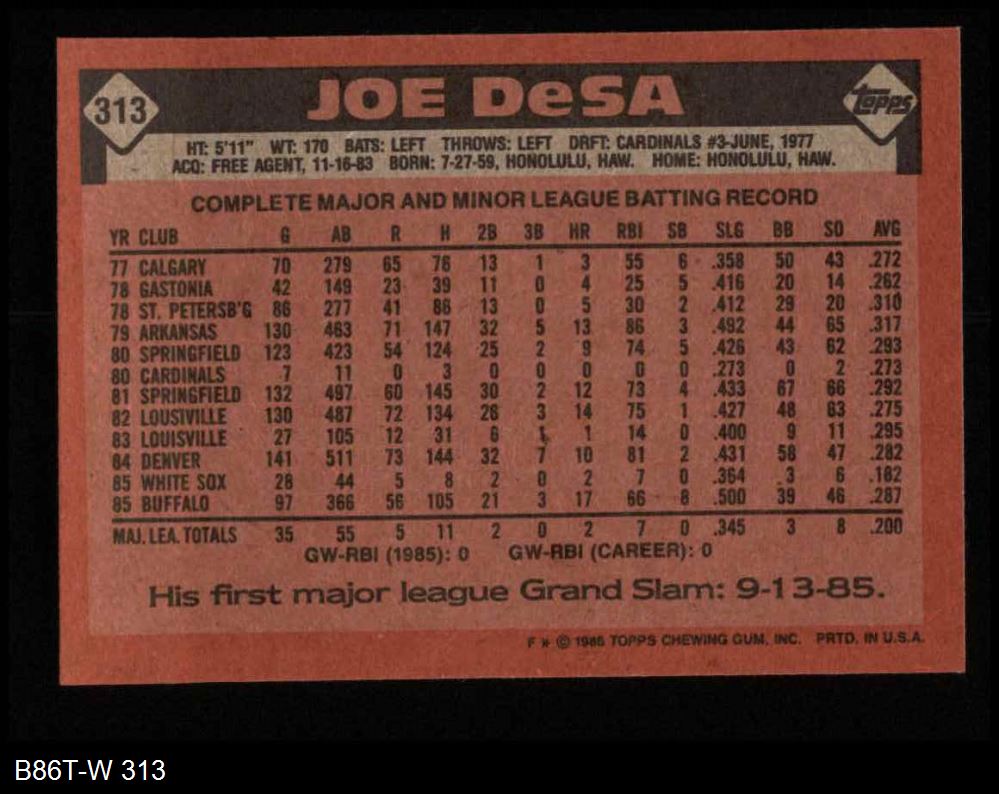 313 JOE DeSA Topps
HT: 5'11" WT: 170 BATS: LEFT THROWS: LEFT DRFT: CARDINALS #3-JUNE, 1977
ACQ: FREE AGENT, 11-16-83 BORN: 7-27-59, HONOLULU, HAW. HOME: HONOLULU, HAW.
COMPLETE MAJOR AND MINOR LEAGUE BATTING RECORD
YR CLUB G AB R H 2B 3B HR RBI SB SLG BB SO AVG
77 CALGARY 70 279 65 76 13 1 3 55 6 .358 50 43 .272
78 GASTONIA 42 149 23 39 11 0 4 25 5 .416 20 14 .262
78 ST. PETERSB'G 86 277 41 86 13 0 5 30 2 .412 29 20 .310
79 ARKANSAS 130 463 71 147 32 5 13 86 3 .492 44 65 .317
80 SPRINGFIELD 123 423 54 124 25 2 9 74 5 .426 43 62 .293
80 CARDINALS 7 11 0 3 0 0 0 0 0 .273 0 2 .273
81 SPRINGFIELD 132 497 60 145 30 2 12 73 4 .433 67 66 .292
82 LOUSIVILLE 130 487 72 134 26 3 14 75 1 .427 48 63 .275
83 LOUISVILLE 27 105 12 31 6 1 1 14 0 .400 9 11 .295
84 DENVER 141 511 73 144 32 7 10 81 2 .431 58 47 .282
85 WHITE SOX 28 44 5 8 2 0 2 7 0 .364 3 6 .182
85 BUFFALO 97 366 56 105 21 3 17 66 8 .500 39 46 .287
MAJ. LEA. TOTALS 35 55 5 11 2 0 2 7 0 .345 3 8 .200
GW-RBI (1985): 0 GW-RBI (CAREER): 0
His first major league Grand Slam: 9-13-85.
F ** © 1986 TOPPS CHEWING GUM, INC. PRTD. IN U.S.A.
B86T-W 313